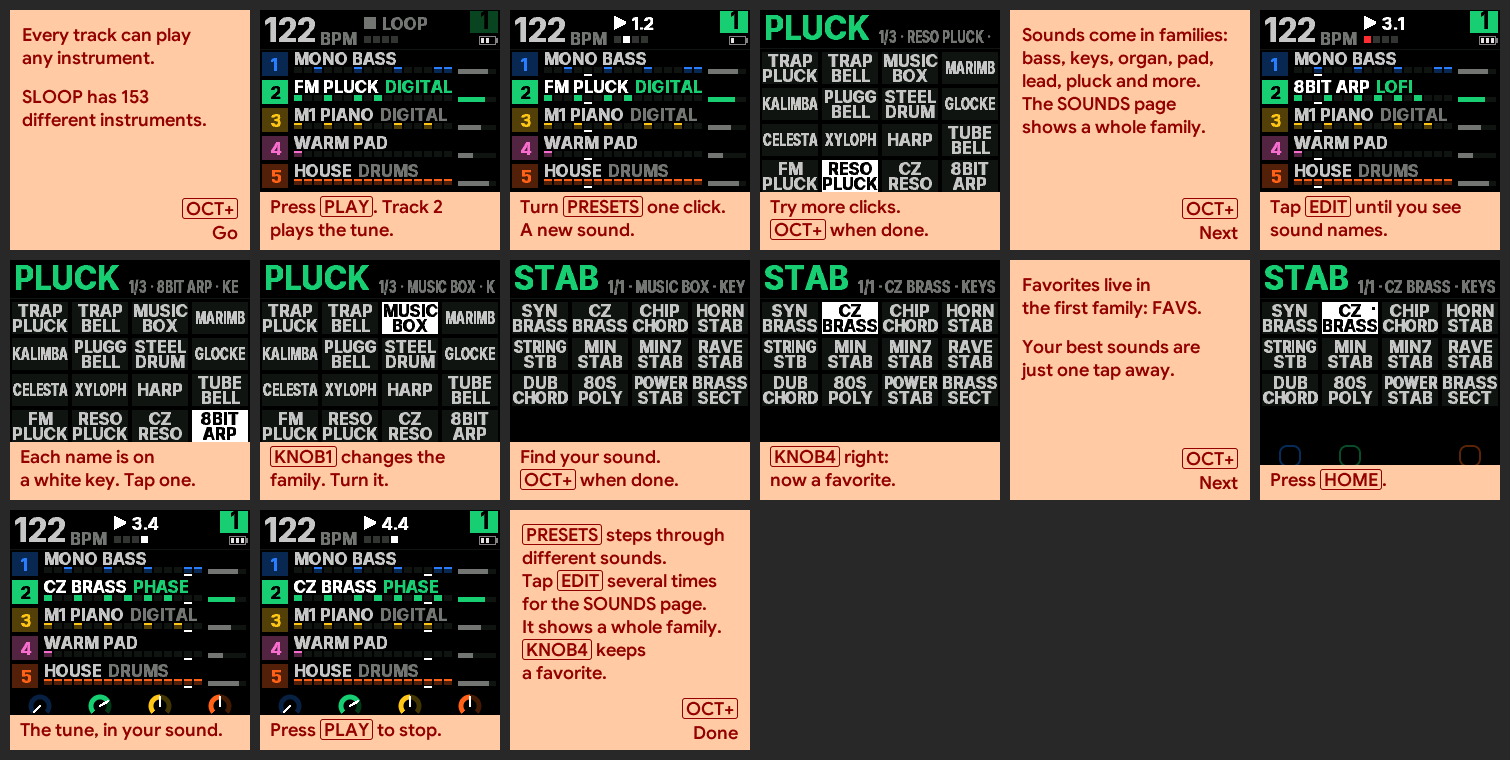 Every track can play
any instrument.
SLOOP has 153
different instruments.
OCT+
Go
122 BPM LOOP 1
1 MONO BASS
2 FM PLUCK DIGITAL
3 M1 PIANO DIGITAL
4 WARM PAD
5 HOUSE DRUMS
Press PLAY. Track 2
plays the tune.
122 BPM 1.2 1
1 MONO BASS
2 FM PLUCK DIGITAL
3 M1 PIANO DIGITAL
4 WARM PAD
5 HOUSE DRUMS
Turn PRESETS one click.
A new sound.
PLUCK 1/3 · RESO PLUCK ·
TRAP PLUCK TRAP BELL MUSIC BOX MARIMB
KALIMBA PLUGG BELL STEEL DRUM GLOCKE
CELESTA XYLOPH HARP TUBE BELL
FM PLUCK RESO PLUCK CZ RESO 8BIT ARP
Try more clicks.
OCT+ when done.
Sounds come in families:
bass, keys, organ, pad,
lead, pluck and more.
The SOUNDS page
shows a whole family.
OCT+
Next
122 BPM 3.1 1
1 MONO BASS
2 8BIT ARP LOFI
3 M1 PIANO DIGITAL
4 WARM PAD
5 HOUSE DRUMS
Tap EDIT until you see
sound names.
PLUCK 1/3 · 8BIT ARP · KE
TRAP PLUCK TRAP BELL MUSIC BOX MARIMB
KALIMBA PLUGG BELL STEEL DRUM GLOCKE
CELESTA XYLOPH HARP TUBE BELL
FM PLUCK RESO PLUCK CZ RESO 8BIT ARP
Each name is on
a white key. Tap one.
PLUCK 1/3 · MUSIC BOX · K
TRAP PLUCK TRAP BELL MUSIC BOX MARIMB
KALIMBA PLUGG BELL STEEL DRUM GLOCKE
CELESTA XYLOPH HARP TUBE BELL
FM PLUCK RESO PLUCK CZ RESO 8BIT ARP
KNOB1 changes the
family. Turn it.
STAB 1/1 · MUSIC BOX · KEY
SYN BRASS CZ BRASS CHIP CHORD HORN STAB
STRING STB MIN STAB MIN7 STAB RAVE STAB
DUB CHORD 80S POLY POWER STAB BRASS SECT
Find your sound.
OCT+ when done.
STAB 1/1 · CZ BRASS · KEYS
SYN BRASS CZ BRASS CHIP CHORD HORN STAB
STRING STB MIN STAB MIN7 STAB RAVE STAB
DUB CHORD 80S POLY POWER STAB BRASS SECT
KNOB4 right:
now a favorite.
Favorites live in
the first family: FAVS.
Your best sounds are
just one tap away.
OCT+
Next
STAB 1/1 · CZ BRASS · KEYS
SYN BRASS CZ BRASS CHIP CHORD HORN STAB
STRING STB MIN STAB MIN7 STAB RAVE STAB
DUB CHORD 80S POLY POWER STAB BRASS SECT
Press HOME.
122 BPM 3.4 1
1 MONO BASS
2 CZ BRASS PHASE
3 M1 PIANO DIGITAL
4 WARM PAD
5 HOUSE DRUMS
The tune, in your sound.
122 BPM 4.4 1
1 MONO BASS
2 CZ BRASS PHASE
3 M1 PIANO DIGITAL
4 WARM PAD
5 HOUSE DRUMS
Press PLAY to stop.
PRESETS steps through
different sounds.
Tap EDIT several times
for the SOUNDS page.
It shows a whole family.
KNOB4 keeps
a favorite.
OCT+
Done